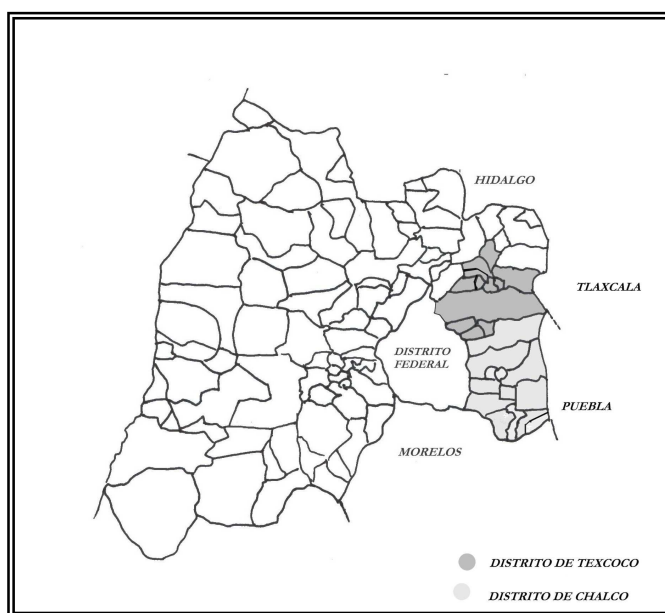 HIDALGO
TLAXCALA
DISTRITO
FEDERAL
PUEBLA
MORELOS
DISTRITO DE TEXCOCO
DISTRITO DE CHALCO